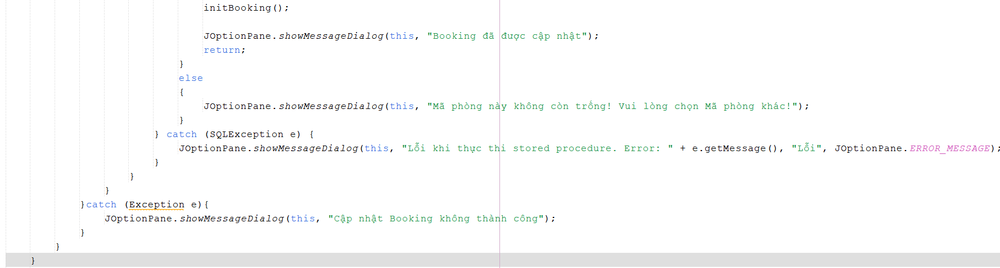 initBooking();
JOptionPane.showMessageDialog(this, "Booking đã được cập nhật");
return;
}
else
{
JOptionPane.showMessageDialog(this, "Mã phòng này không còn trống! Vui lòng chọn Mã phòng khác!");
}
} catch (SQLException e) {
JOptionPane.showMessageDialog(this, "Lỗi khi thực thi stored procedure. Error: " + e.getMessage(), "Lỗi", JOptionPane.ERROR_MESSAGE);
}
}
}
}catch (Exception e){
JOptionPane.showMessageDialog(this, "Cập nhật Booking không thành công");
}
}
}